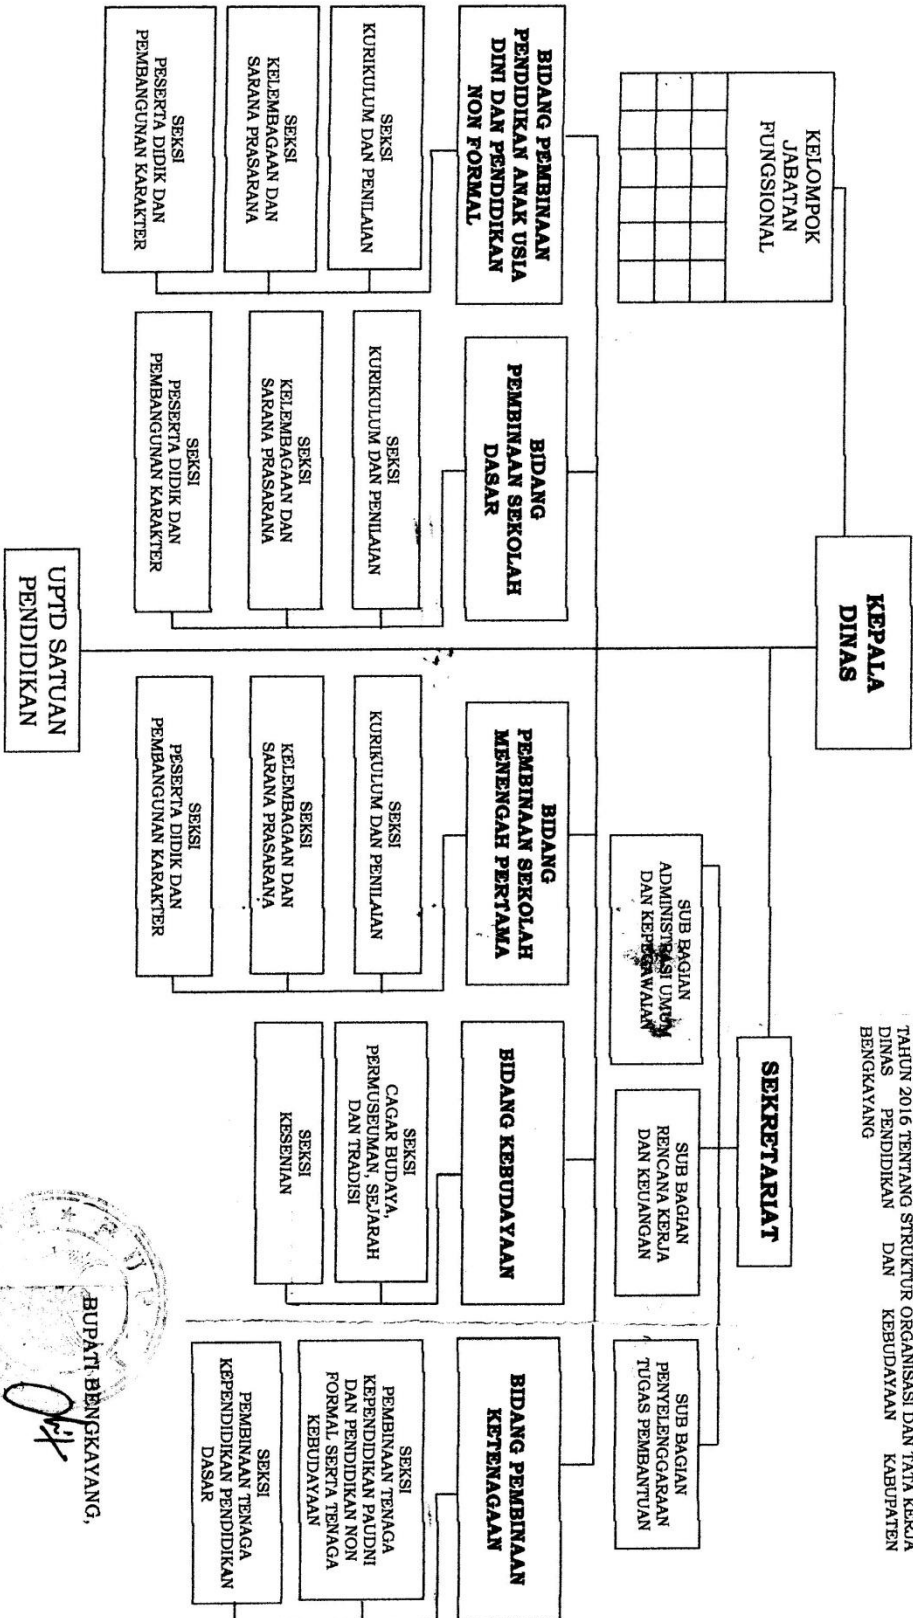 TAHUN 2016 TENTANG STRUKTUR ORGANISASI DAN TATA KERJA
DINAS PENDIDIKAN DAN KEBUDAYAAN KABUPATEN
BENGKAYANG
KEPALA
DINAS
KELOMPOK
JABATAN
FUNGSIONAL
SEKRETARIAT
SUB BAGIAN
ADMINISTRASI UMUM
DAN KEPEGAWAIAN
SUB BAGIAN
RENCANA KERJA
DAN KEUANGAN
SUB BAGIAN
PENYELENGGARAAN
TUGAS PEMBANTUAN
BIDANG PEMBINAAN
PENDIDIKAN ANAK USIA
DINI DAN PENDIDIKAN
NON FORMAL
SEKSI
KURIKULUM DAN PENILAIAN
SEKSI
KELEMBAGAAN DAN
SARANA PRASARANA
SEKSI
PESERTA DIDIK DAN
PEMBANGUNAN KARAKTER
BIDANG
PEMBINAAN SEKOLAH
DASAR
SEKSI
KURIKULUM DAN PENILAIAN
SEKSI
KELEMBAGAAN DAN
SARANA PRASARANA
SEKSI
PESERTA DIDIK DAN
PEMBANGUNAN KARAKTER
BIDANG
PEMBINAAN SEKOLAH
MENENGAH PERTAMA
SEKSI
KURIKULUM DAN PENILAIAN
SEKSI
KELEMBAGAAN DAN
SARANA PRASARANA
SEKSI
PESERTA DIDIK DAN
PEMBANGUNAN KARAKTER
BIDANG KEBUDAYAAN
SEKSI
CAGAR BUDAYA,
PERMUSEUMAN, SEJARAH
DAN TRADISI
SEKSI
KESENIAN
BIDANG PEMBINAAN
KETENAGAAN
SEKSI
PEMBINAAN TENAGA
KEPENDIDIKAN PAUDNI
DAN PENDIDIKAN NON
FORMAL SERTA TENAGA
KEBUDAYAAN
SEKSI
PEMBINAAN TENAGA
KEPENDIDIKAN PENDIDIKAN
DASAR
UPTD SATUAN
PENDIDIKAN
BUPATI BENGKAYANG,